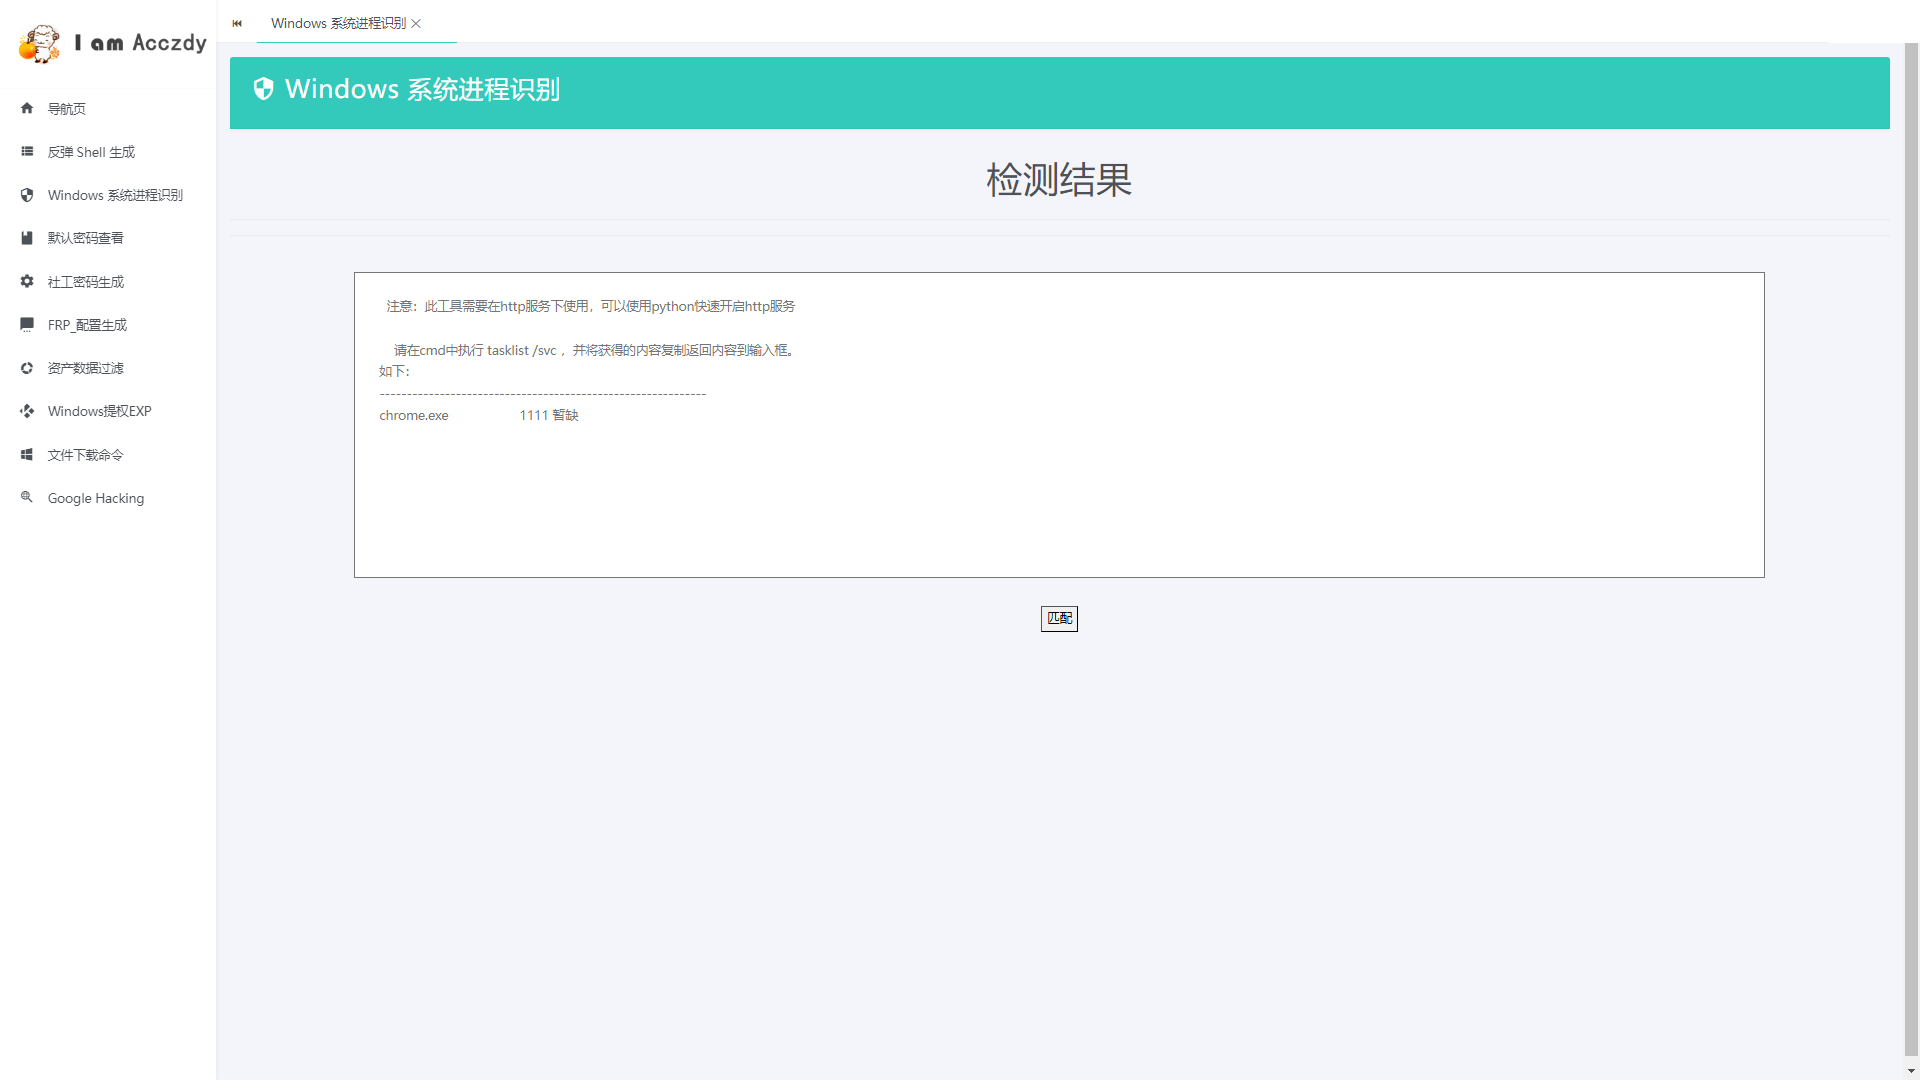 I am Acczdy
导航页
反弹 Shell 生成
Windows 系统进程识别
默认密码查看
社工密码生成
FRP_配置生成
资产数据过滤
Windows提权EXP
文件下载命令
Google Hacking
Windows 系统进程识别
Windows 系统进程识别
检测结果
注意：此工具需要在http服务下使用，可以使用python快速开启http服务
请在cmd中执行 tasklist /svc ，并将获得的内容复制返回内容到输入框。
如下：
------------------------------------------------------------
chrome.exe 1111 暂缺
匹配